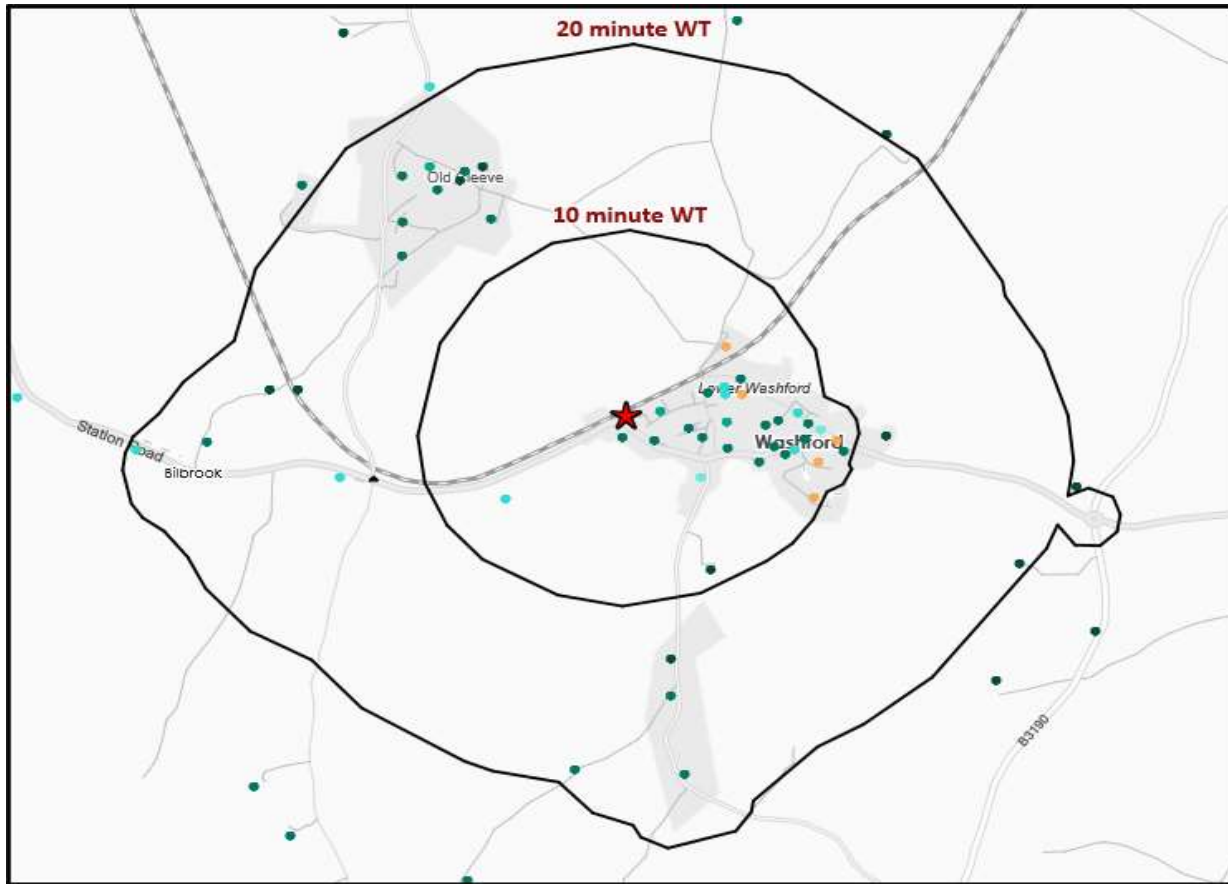 20 minute WT
Old Cleeve
10 minute WT
Lower Washford
Station Road
Washford
Bilbrook
B3190